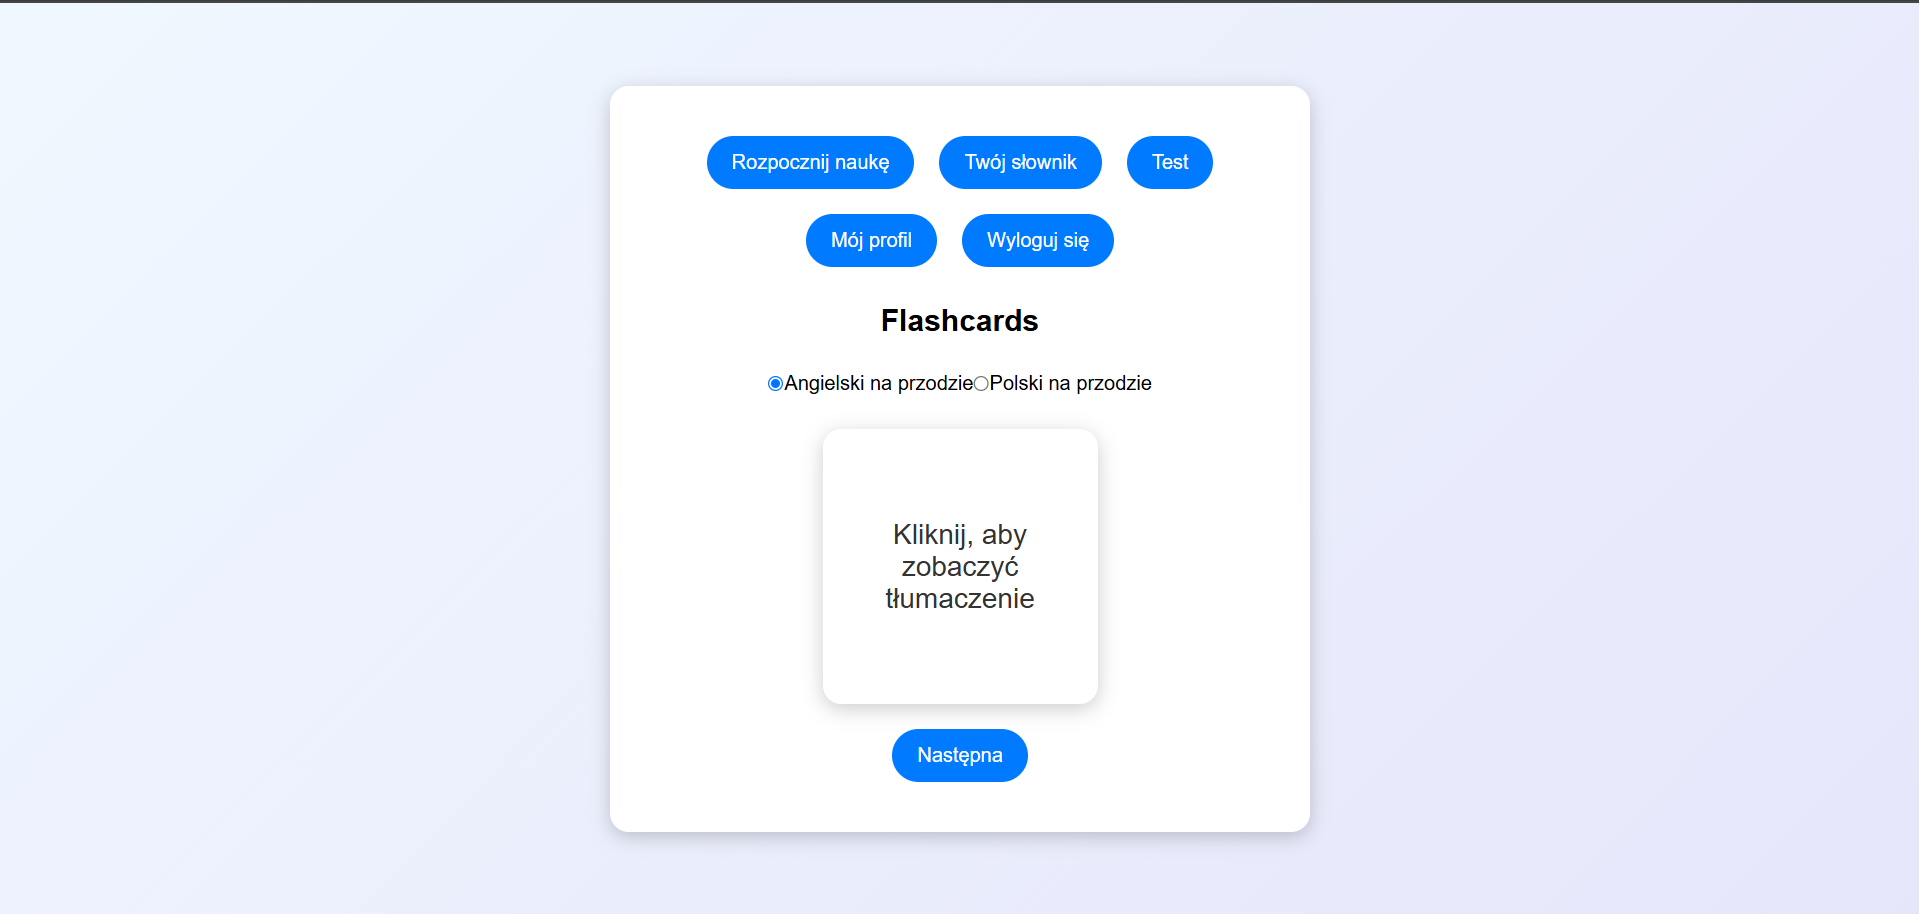 Rozpocznij naukę Twój słownik Test
Mój profil Wyloguj się
Flashcards
Angielski na przodzie Polski na przodzie
Kliknij, aby
zobaczyć
tłumaczenie
Następna